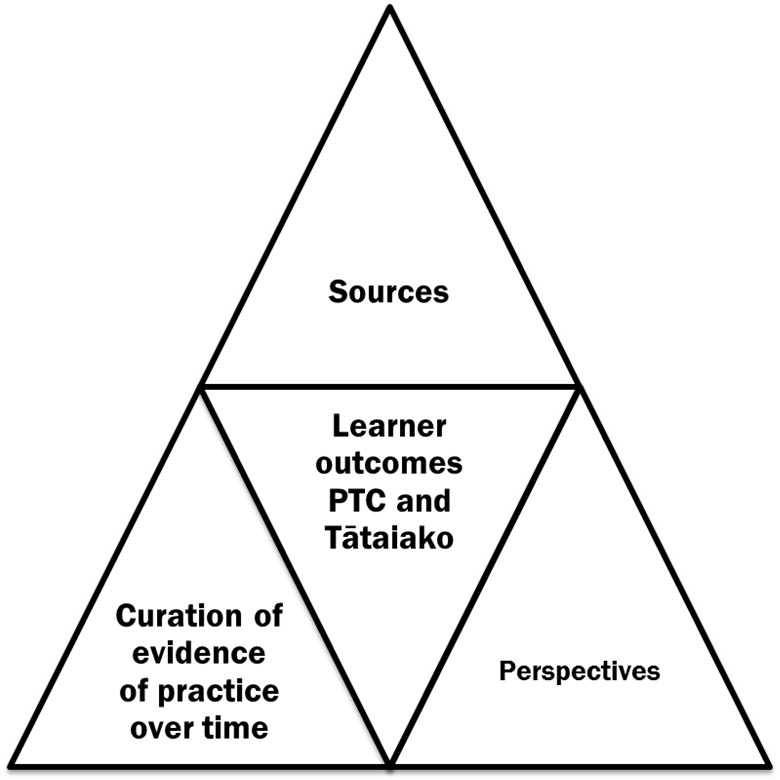 Sources
Learner
outcomes
PTC and
Tātaiako
Curation of
evidence
of practice
over time
Perspectives